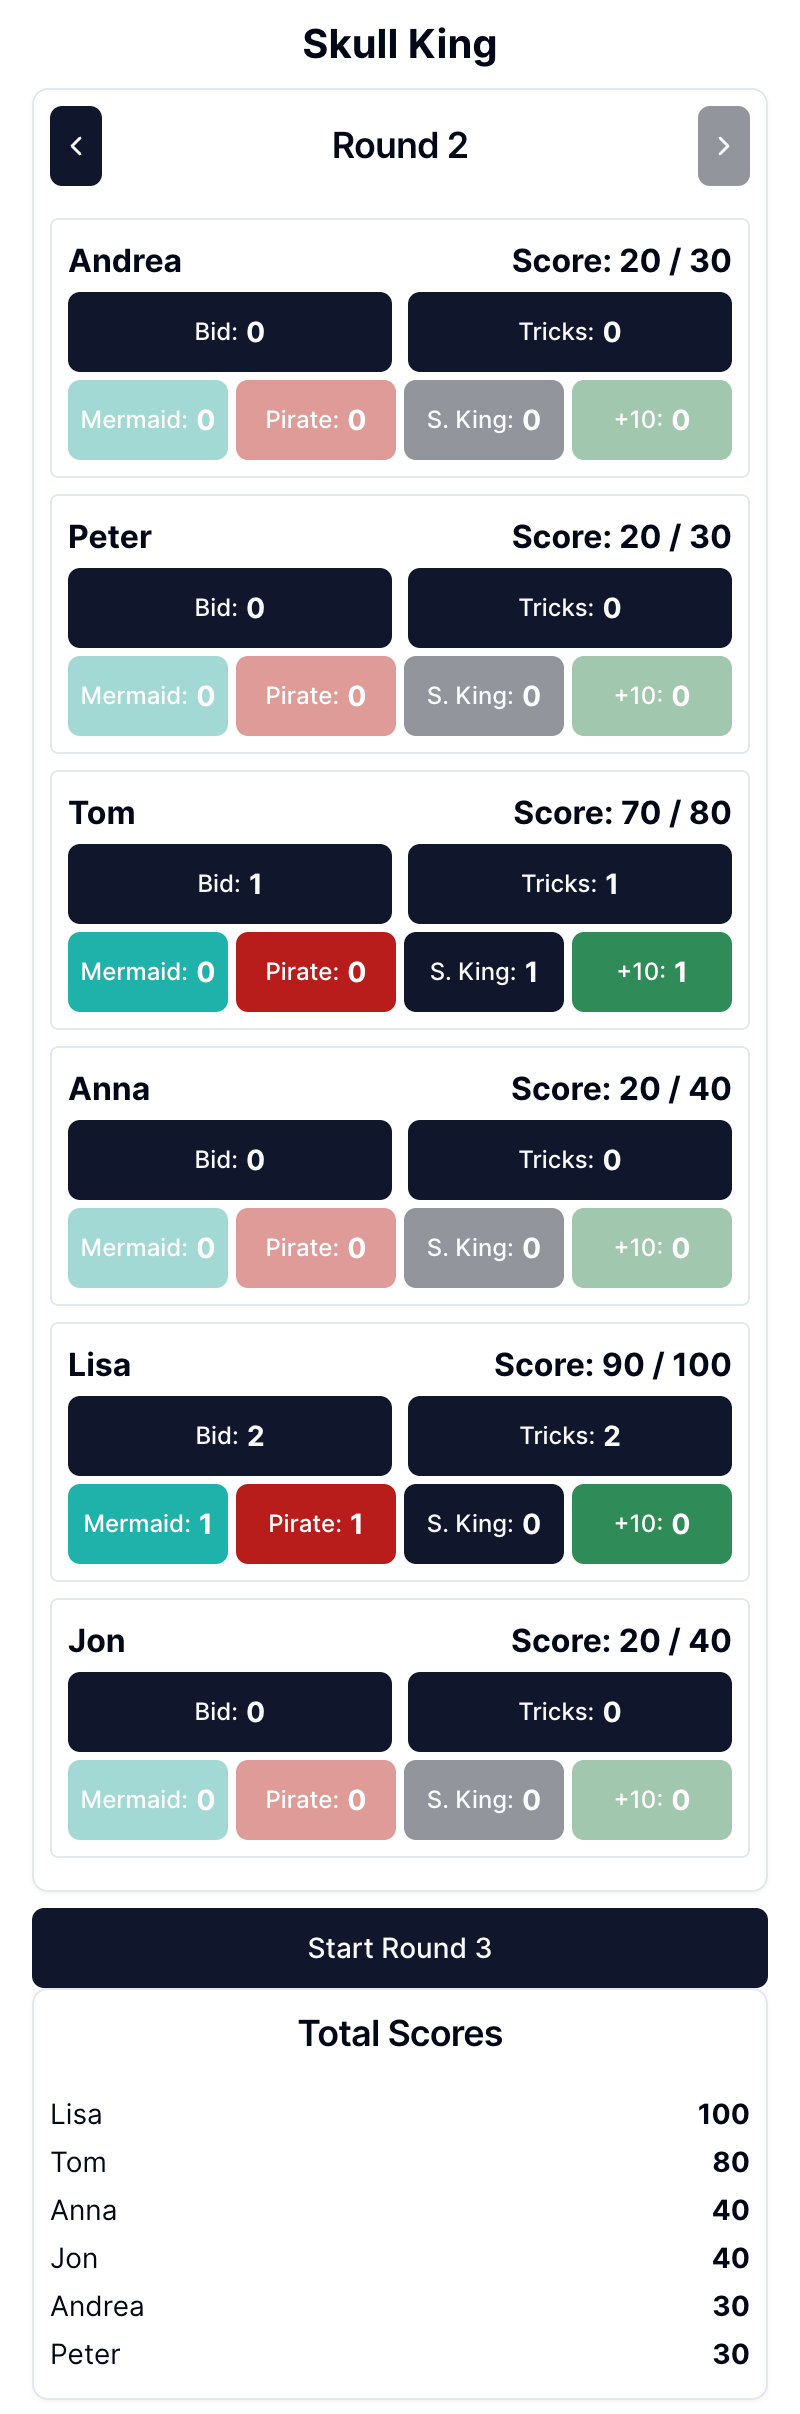 Skull King
Round 2
Andrea Score: 20 / 30
Bid: 0 Tricks: 0
Mermaid: 0 Pirate: 0 S. King: 0 +10: 0
Peter Score: 20 / 30
Bid: 0 Tricks: 0
Mermaid: 0 Pirate: 0 S. King: 0 +10: 0
Tom Score: 70 / 80
Bid: 1 Tricks: 1
Mermaid: 0 Pirate: 0 S. King: 1 +10: 1
Anna Score: 20 / 40
Bid: 0 Tricks: 0
Mermaid: 0 Pirate: 0 S. King: 0 +10: 0
Lisa Score: 90 / 100
Bid: 2 Tricks: 2
Mermaid: 1 Pirate: 1 S. King: 0 +10: 0
Jon Score: 20 / 40
Bid: 0 Tricks: 0
Mermaid: 0 Pirate: 0 S. King: 0 +10: 0
Start Round 3
Total Scores
Lisa 100
Tom 80
Anna 40
Jon 40
Andrea 30
Peter 30